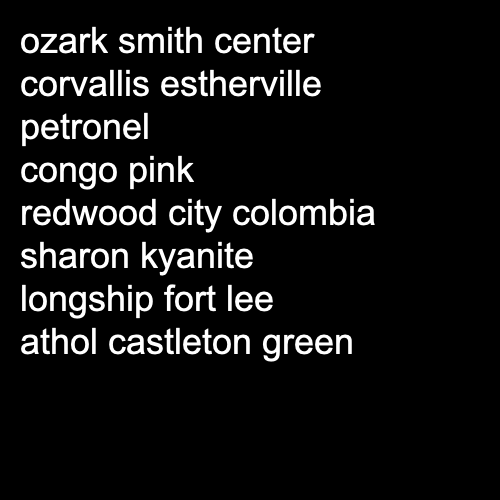 ozark smith center
corvallis estherville
petronel
congo pink
redwood city colombia
sharon kyanite
longship fort lee
athol castleton green